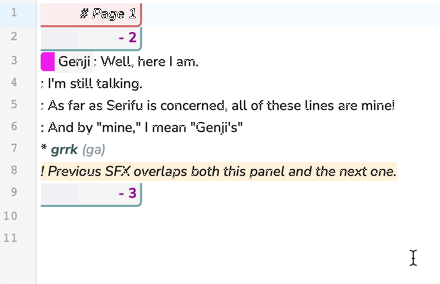 1 # Page 1
2 - 2
3 Genji : Well, here I am.
4 : I'm still talking.
5 : As far as Serifu is concerned, all of these lines are mine!
6 : And by "mine," I mean "Genji's"
7 * grrk (ga)
8 ! Previous SFX overlaps both this panel and the next one.
9 - 3
10
11